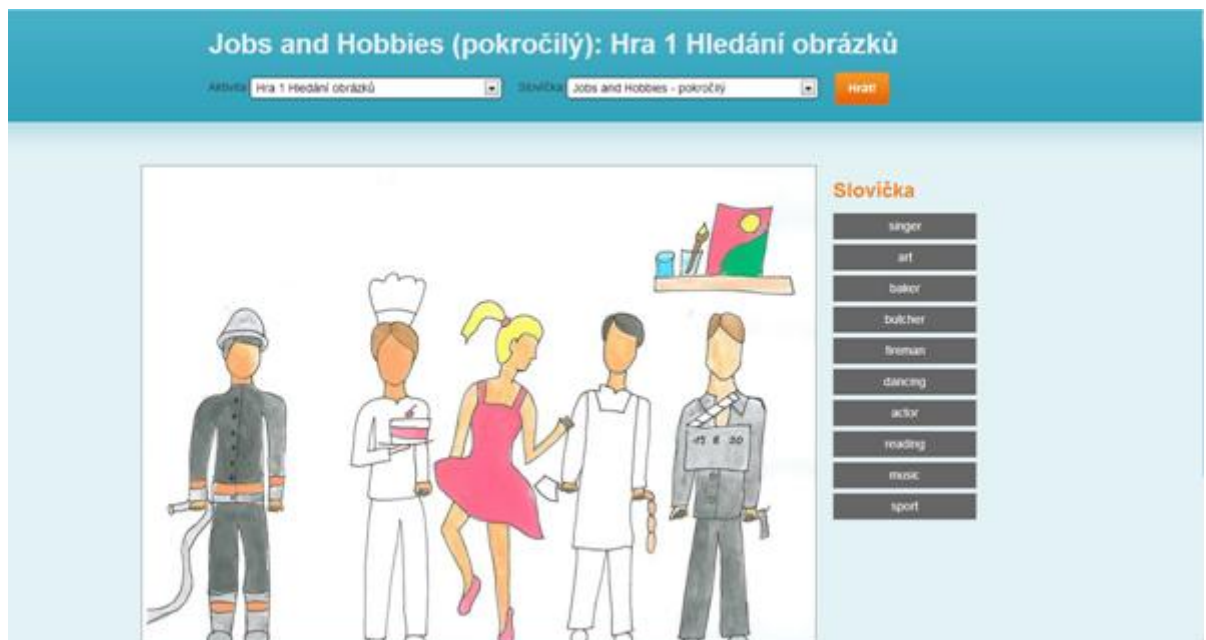 Jobs and Hobbies (pokročilý): Hra 1 Hledání obrázků
Aktivita Hra 1 Hledání obrázků Slovíčka Jobs and Hobbies - pokročilý Hrát!
Slovíčka
singer
art
baker
butcher
fireman
dancing
actor
reading
music
sport